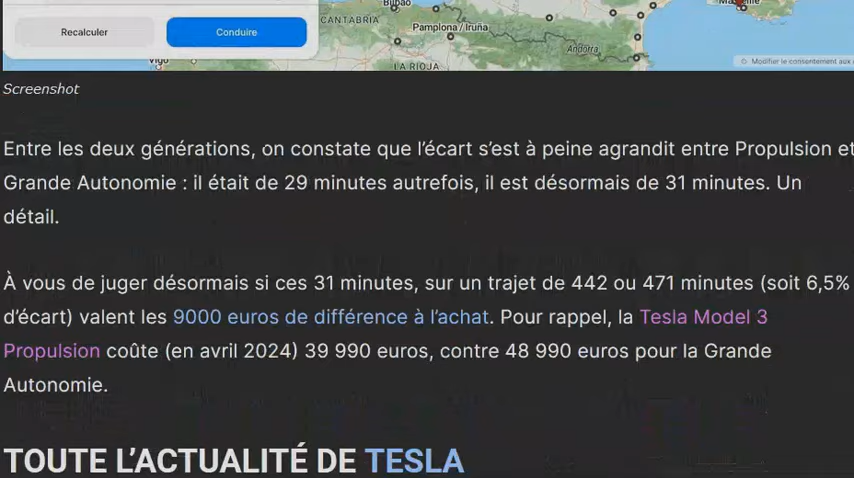 Bilbao
CANTABRIA
Marseille
Recalculer
Conduire
Pamplona / Iruña
Andorra
Vigo
LA RIOJA
Modifier le consentement aux
Screenshot
Entre les deux générations, on constate que l'écart s'est à peine agrandit entre Propulsion et
Grande Autonomie : il était de 29 minutes autrefois, il est désormais de 31 minutes. Un
détail.
À vous de juger désormais si ces 31 minutes, sur un trajet de 442 ou 471 minutes (soit 6,5%
d'écart) valent les 9000 euros de différence à l'achat. Pour rappel, la Tesla Model 3
Propulsion coûte (en avril 2024) 39 990 euros, contre 48 990 euros pour la Grande
Autonomie.
TOUTE L'ACTUALITÉ DE TESLA